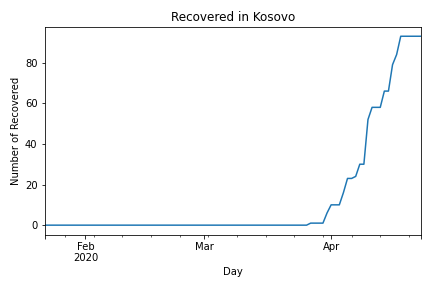 Recovered in Kosovo
Number of Recovered
80
60
40
20
0
Feb
2020
Mar
Apr
Day